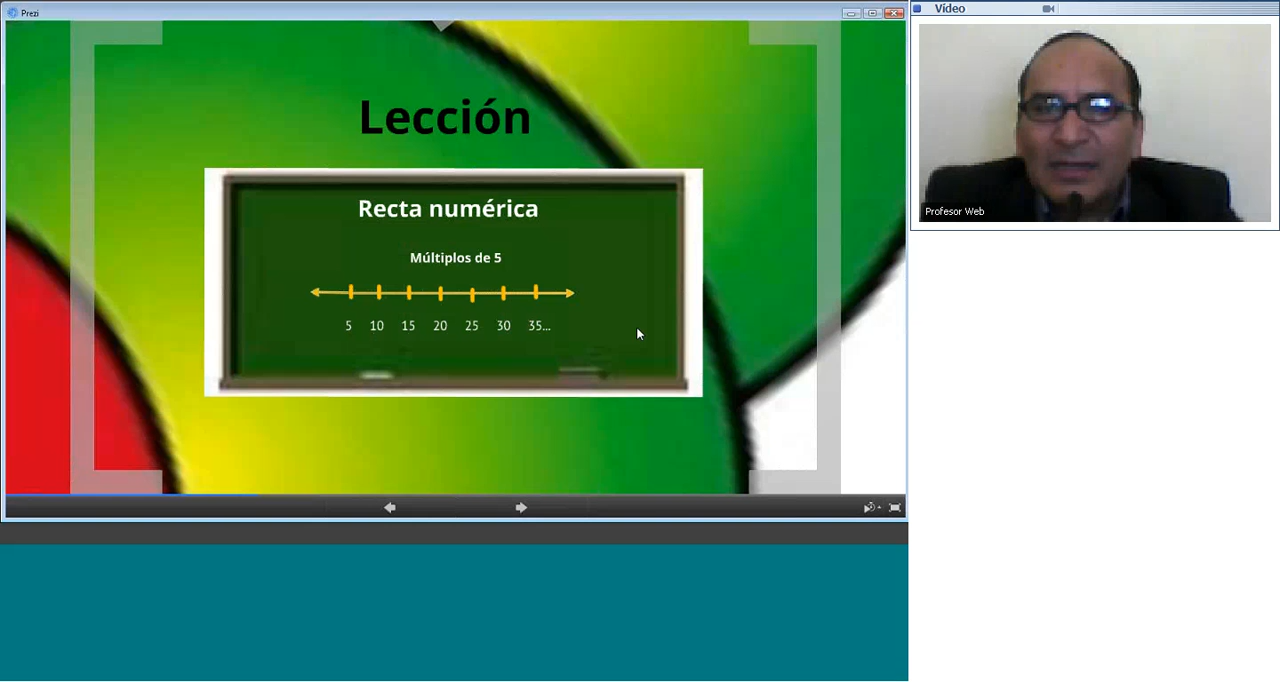 Prezi
Vídeo
Lección
Recta numérica
Múltiplos de 5
5 10 15 20 25 30 35...
Profesor Web